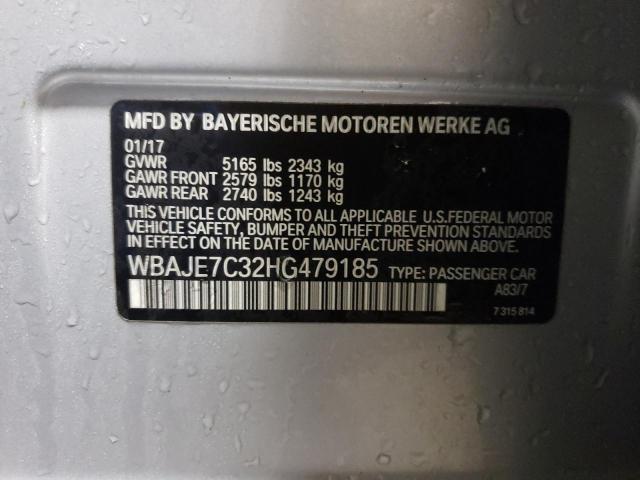 MFD BY BAYERISCHE MOTOREN WERKE AG
01/17
GVWR 5165 lbs 2343 kg
GAWR FRONT 2579 lbs 1170 kg
GAWR REAR 2740 lbs 1243 kg
THIS VEHICLE CONFORMS TO ALL APPLICABLE U.S.FEDERAL MOTOR
VEHICLE SAFETY, BUMPER AND THEFT PREVENTION STANDARDS IN
EFFECT ON THE DATE OF MANUFACTURE SHOWN ABOVE.
WBAJE7C32HG479185 TYPE: PASSENGER CAR
A83/7
7 315 814